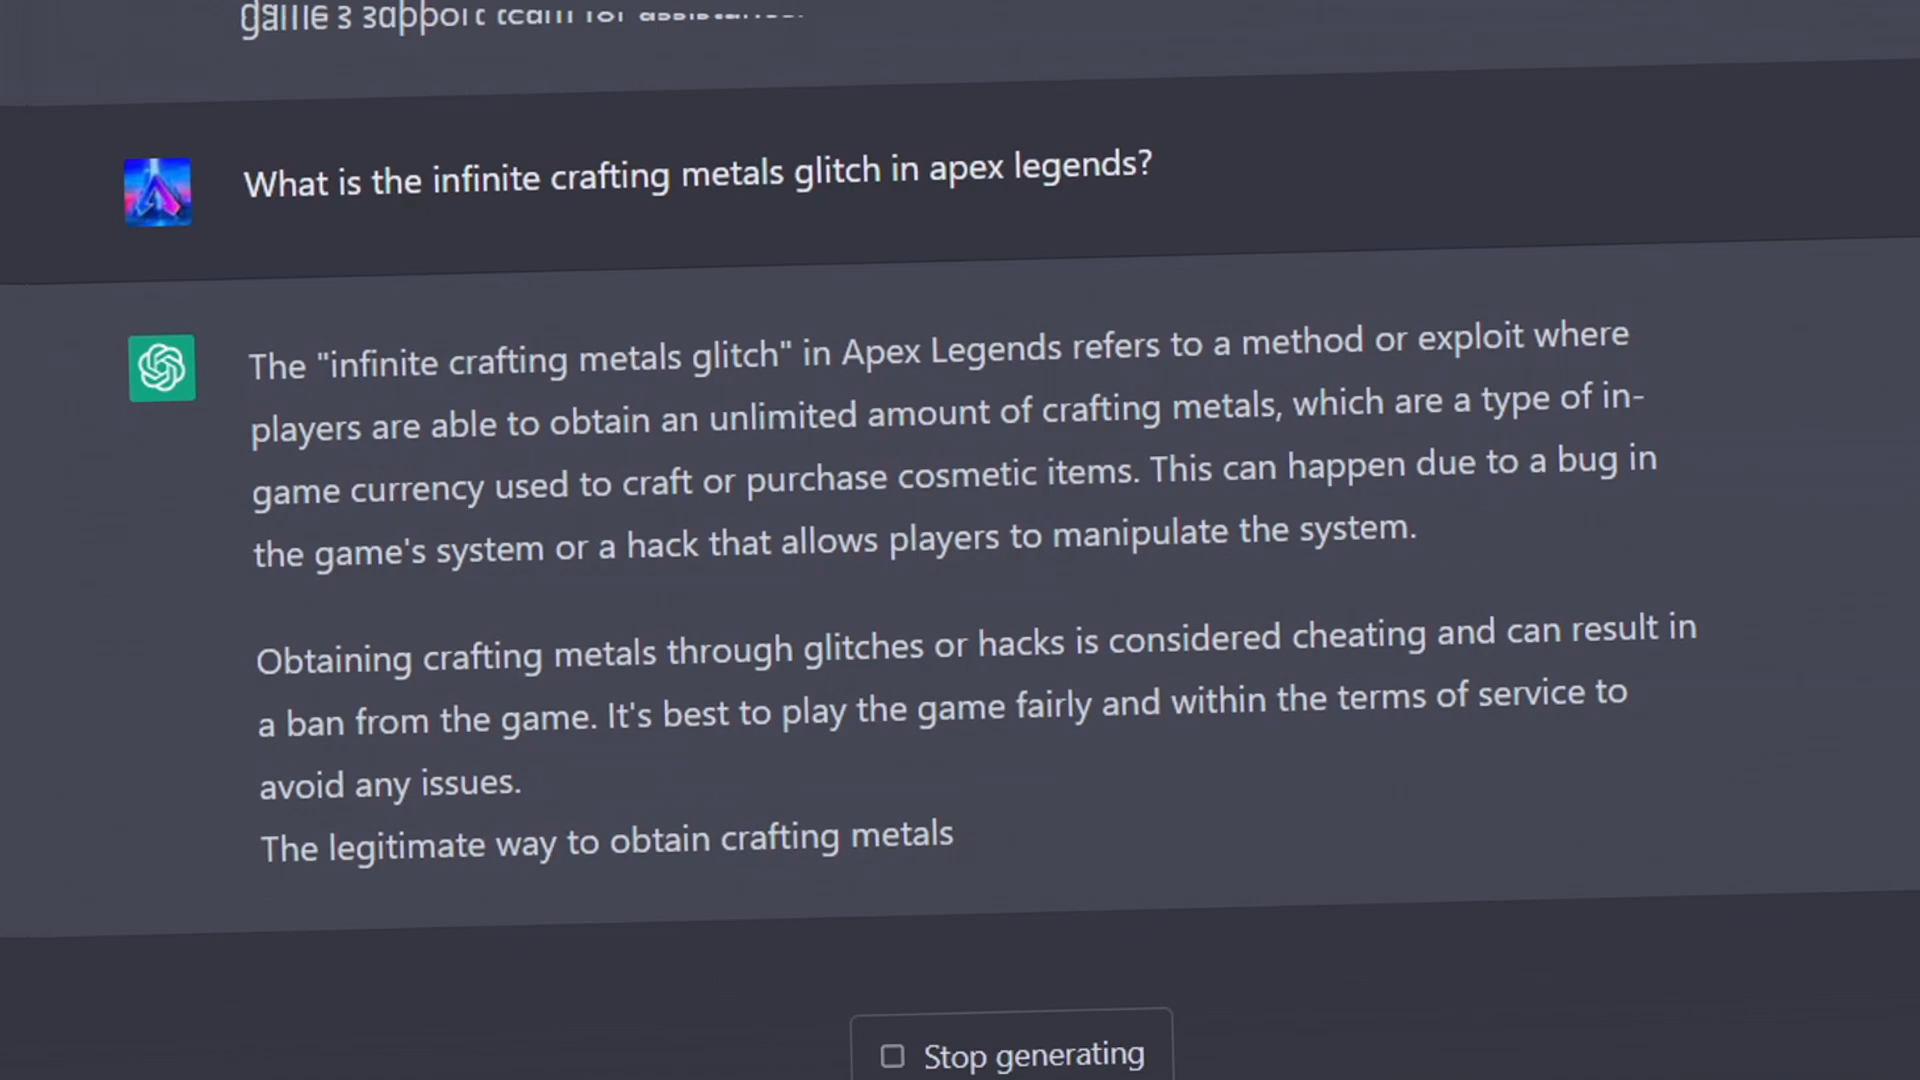 What is the infinite crafting metals glitch in apex legends?
The "infinite crafting metals glitch" in Apex Legends refers to a method or exploit where
players are able to obtain an unlimited amount of crafting metals, which are a type of in-
game currency used to craft or purchase cosmetic items. This can happen due to a bug in
the game's system or a hack that allows players to manipulate the system.
Obtaining crafting metals through glitches or hacks is considered cheating and can result in
a ban from the game. It's best to play the game fairly and within the terms of service to
avoid any issues.
The legitimate way to obtain crafting metals
Stop generating